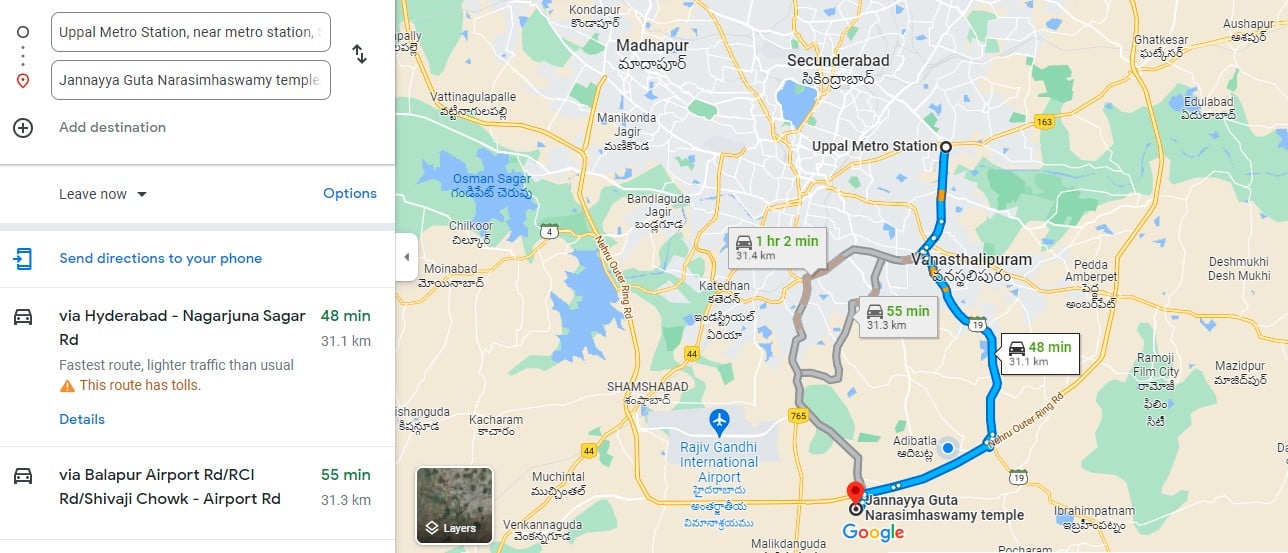 Uppal Metro Station, near metro station, S
Jannayya Guta Narasimhaswamy temple
Add destination
Leave now
Options
Send directions to your phone
via Hyderabad - Nagarjuna Sagar
Rd
48 min
31.1 km
Fastest route, lighter traffic than usual
This route has tolls.
Details
via Balapur Airport Rd/RCI
Rd/Shivaji Chowk - Airport Rd
55 min
31.3 km
Kondapur
కొండాపూర్
Madhapur
మాదాపూర్
Secunderabad
సికింద్రాబాద్
Aushapur
అశపుర్
Ghatkesar
ఘట్కేసర్
Vattinagulapalle
వట్టినాగులపల్లి
Manikonda
Jagir
మణికొండ
163
Edulabad
ఏదులాబాద్
Uppal Metro Station
Osman Sagar
గండిపేట్ చెరువు
Bandlaguda
Jagir
బండ్లగూడ
Chilkoor
చిల్కూర్
4
Nehru Outer Ring Rd
1 hr 2 min
31.4 km
Vanasthalipuram
వనస్థలిపురం
Moinabad
మోయినాబాద్
Pedda
Amberpet
పెద్ద
అంబర్‌పేట్
Deshmukhi
Desh Mukhi
Katedhan
కతేదన్
ఇండస్ట్రియల్
ఏరియా
55 min
31.3 km
19
48 min
31.1 km
44
Ramoji
Film City
రామోజీ
ఫిలిం
సిటీ
Mazidpur
మాజీద్‌పుర్
SHAMSHABAD
శంషాబాద్
Nehru Outer Ring Rd
Kacharam
కాచారం
765
Rajiv Gandhi
International
Airport
హైదరాబాదు
అంతర్జాతీయ
విమానాశ్రయము
Adibatla
ఆదిబట్ల
44
Muchintal
ముచ్చింతల్
19
Layers
Jannayya Guta
Narasimhaswamy temple
Google
Ibrahimpatnam
ఇబ్రహీంపట్నం
Venkannaguda
వెంకన్నగూడ
Malikdanguda
Pocharam